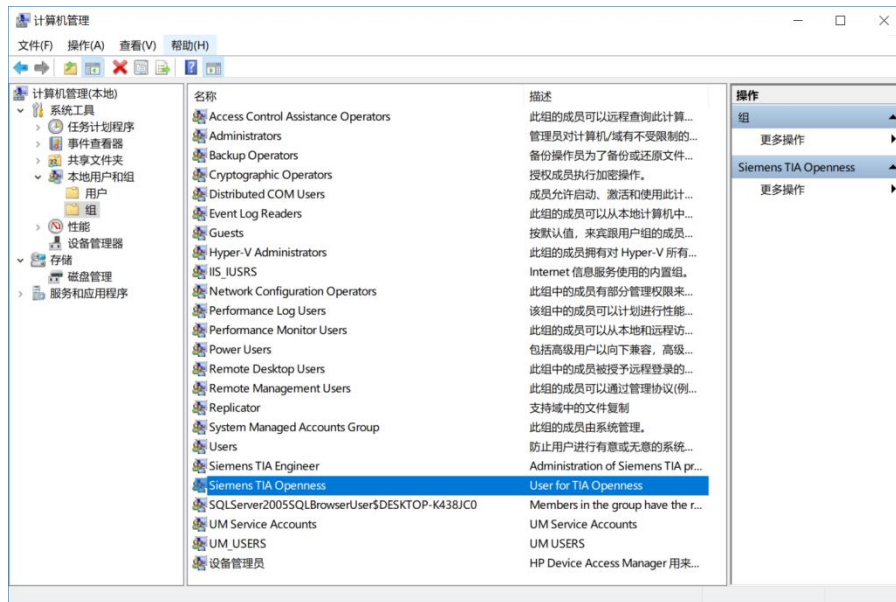 计算机管理
文件(F) 操作(A) 查看(V) 帮助(H)
计算机管理(本地)
系统工具
任务计划程序
事件查看器
共享文件夹
本地用户和组
用户
组
性能
设备管理器
存储
磁盘管理
服务和应用程序
名称 描述
Access Control Assistance Operators 此组的成员可以远程查询此计算...
Administrators 管理员对计算机/域有不受限制的...
Backup Operators 备份操作员为了备份或还原文件...
Cryptographic Operators 授权成员执行加密操作。
Distributed COM Users 成员允许启动、激活和使用此计...
Event Log Readers 此组的成员可以从本地计算机中...
Guests 按默认值，来宾跟用户组的成员...
Hyper-V Administrators 此组的成员拥有对 Hyper-V 所有...
IIS_IUSRS Internet 信息服务使用的内置组。
Network Configuration Operators 此组中的成员有部分管理权限来...
Performance Log Users 该组中的成员可以计划进行性能...
Performance Monitor Users 此组的成员可以从本地和远程访...
Power Users 包括高级用户以向下兼容，高级...
Remote Desktop Users 此组中的成员被授予远程登录的...
Remote Management Users 此组的成员可以通过管理协议(例...
Replicator 支持域中的文件复制
System Managed Accounts Group 此组的成员由系统管理。
Users 防止用户进行有意或无意的系统...
Siemens TIA Engineer Administration of Siemens TIA pr...
Siemens TIA Openness User for TIA Openness
SQLServer2005SQLBrowserUser$DESKTOP-K438JC0 Members in the group have the r...
UM Service Accounts UM Service Accounts
UM_USERS UM USERS
设备管理员 HP Device Access Manager 用来...
操作
组
更多操作
Siemens TIA Openness
更多操作